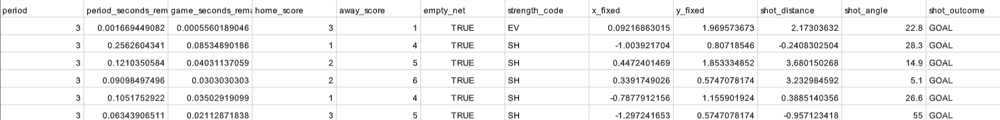 period period_seconds_rem game_seconds_rema home_score away_score empty_net strength_code x_fixed y_fixed shot_distance shot_angle shot_outcome
3 0.001669449082 0.0005560189046 3 1 TRUE EV 0.09216863015 1.969573673 2.17303632 22.8 GOAL
3 0.2562604341 0.08534890186 1 4 TRUE SH -1.003921704 0.80718546 -0.2408302504 28.3 GOAL
3 0.1210350584 0.04031137059 2 5 TRUE SH 0.4472401469 1.853334852 3.680150268 14.9 GOAL
3 0.09098497496 0.0303030303 2 6 TRUE SH 0.3391749026 0.5747078174 3.232984592 5.1 GOAL
3 0.1051752922 0.03502919099 1 4 TRUE SH -0.7877912156 1.155901924 0.3885140356 26.6 GOAL
3 0.06343906511 0.02112871838 3 5 TRUE SH -1.297241653 0.5747078174 -0.957123418 55 GOAL